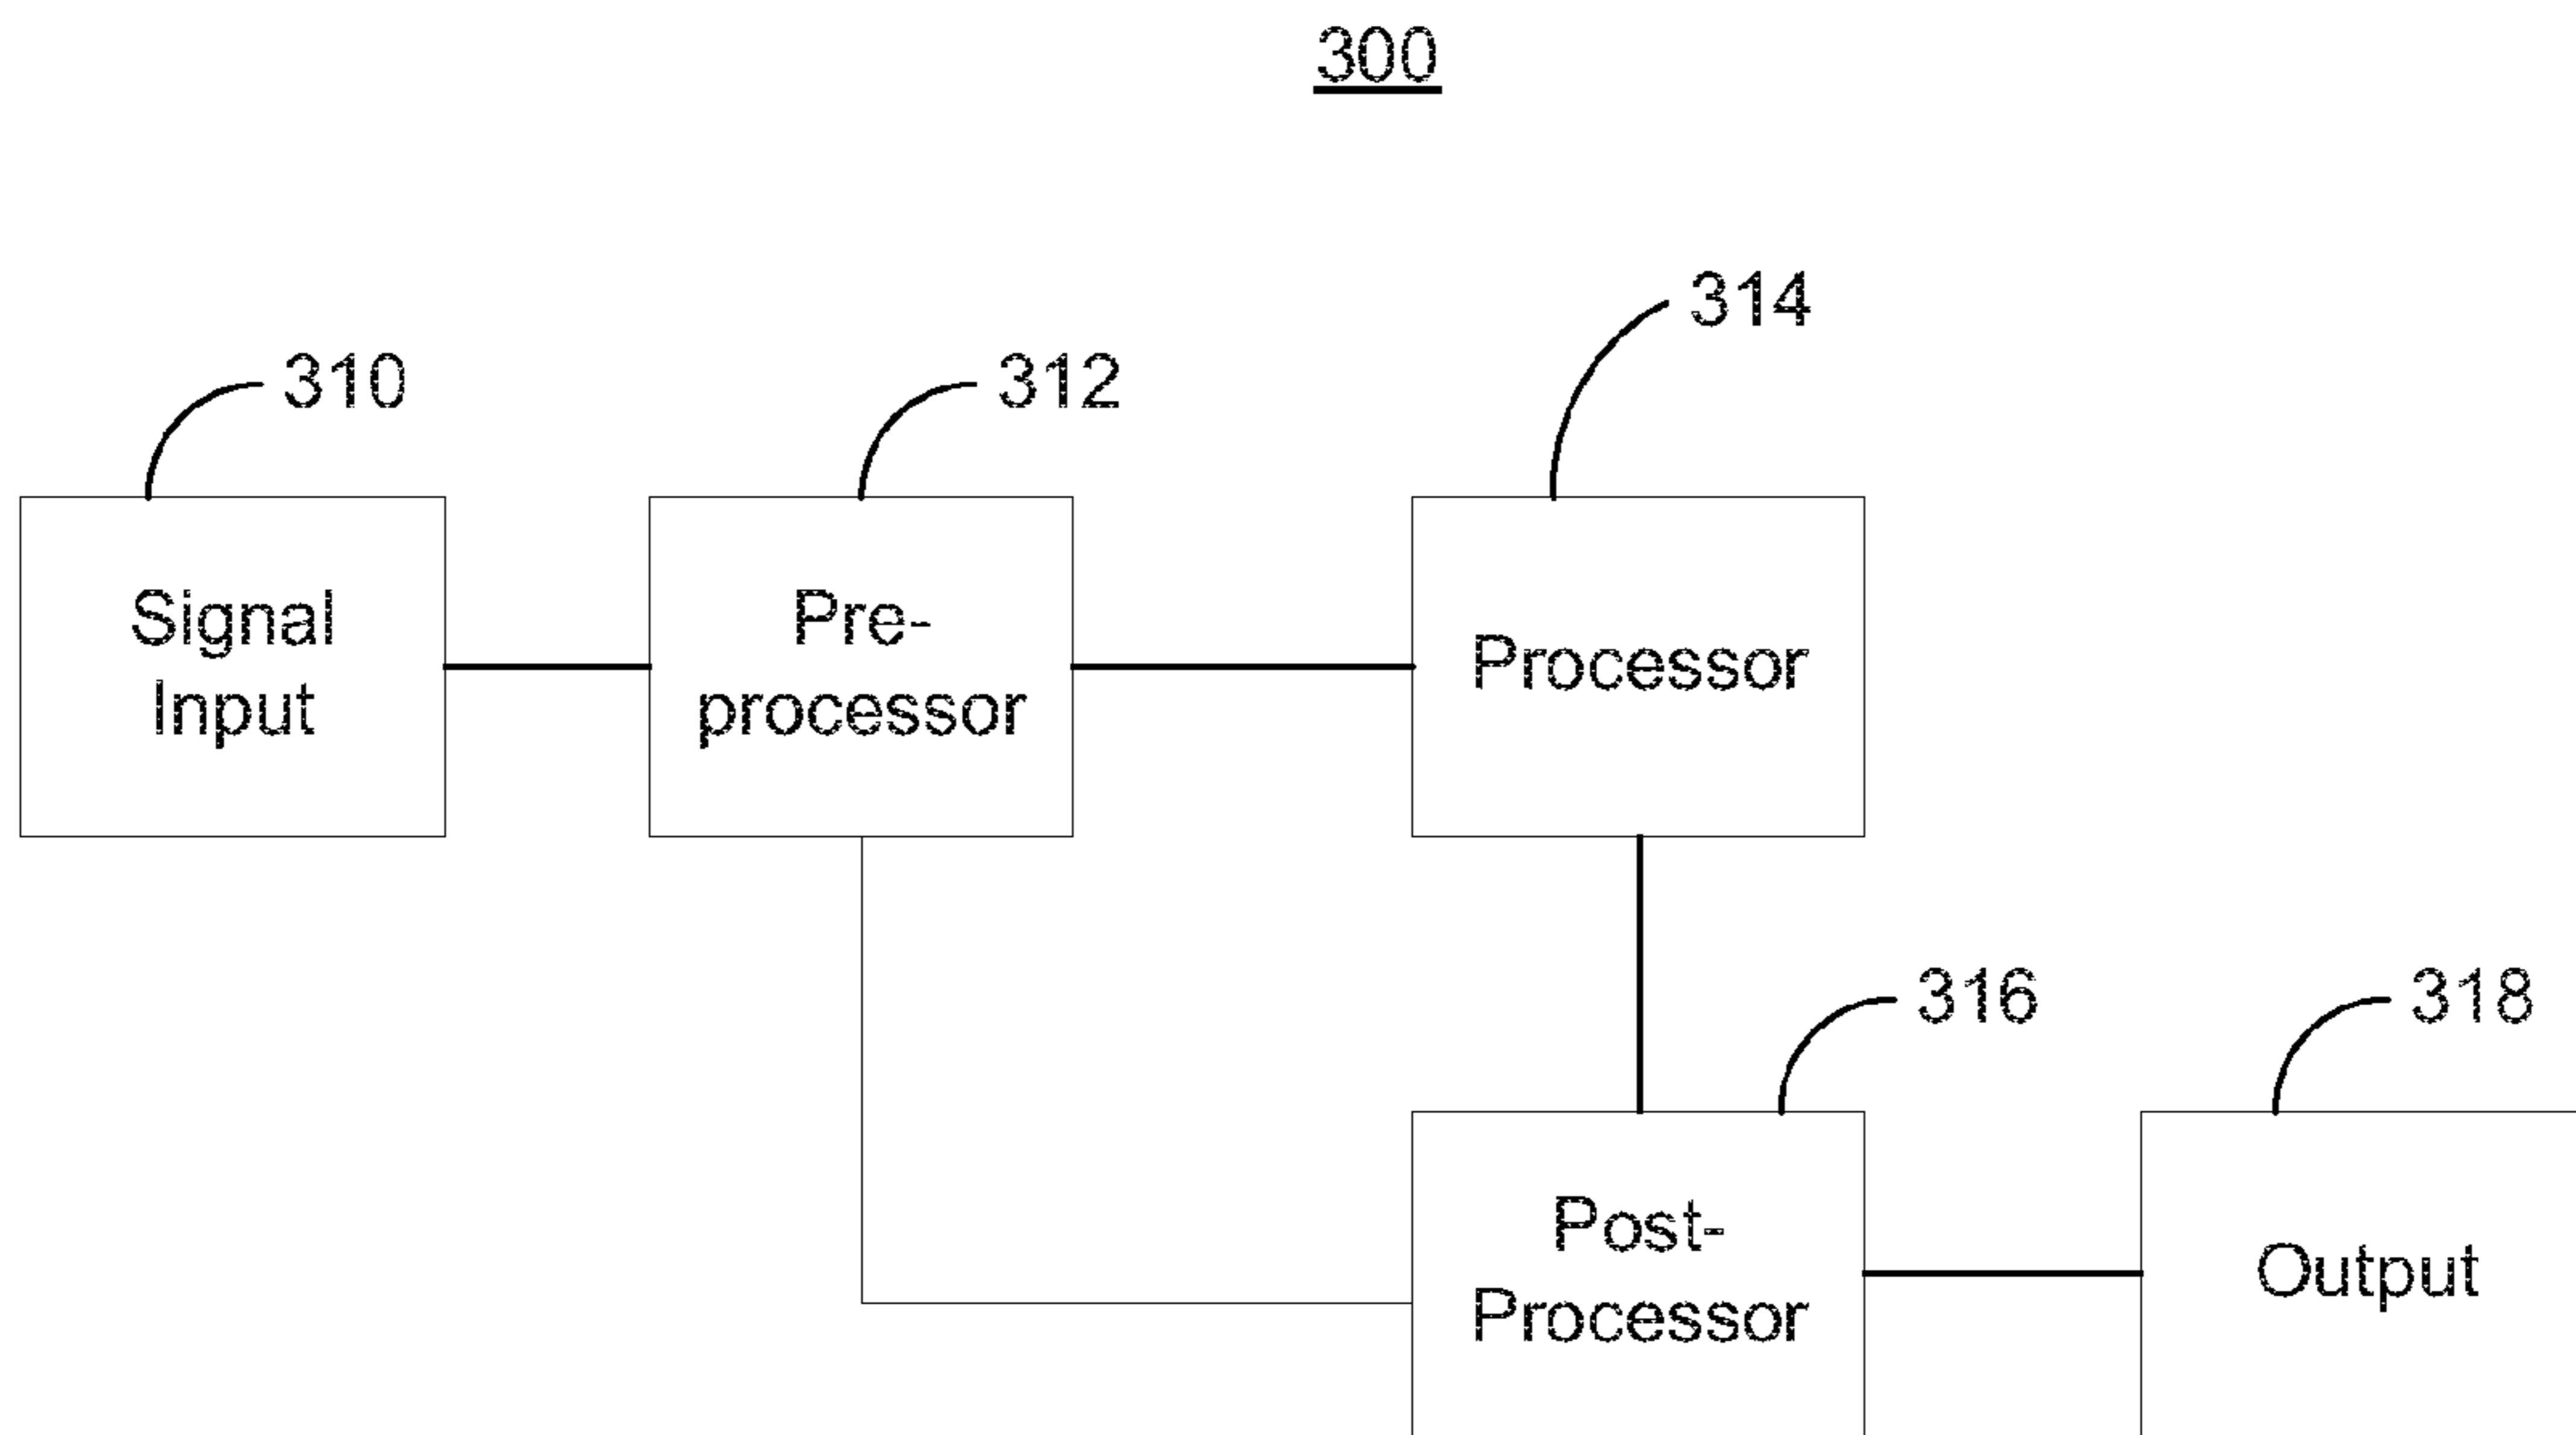 300
314
310
312
Signal
Input
Pre-
processor
Processor
316
318
Post-
Processor
Output